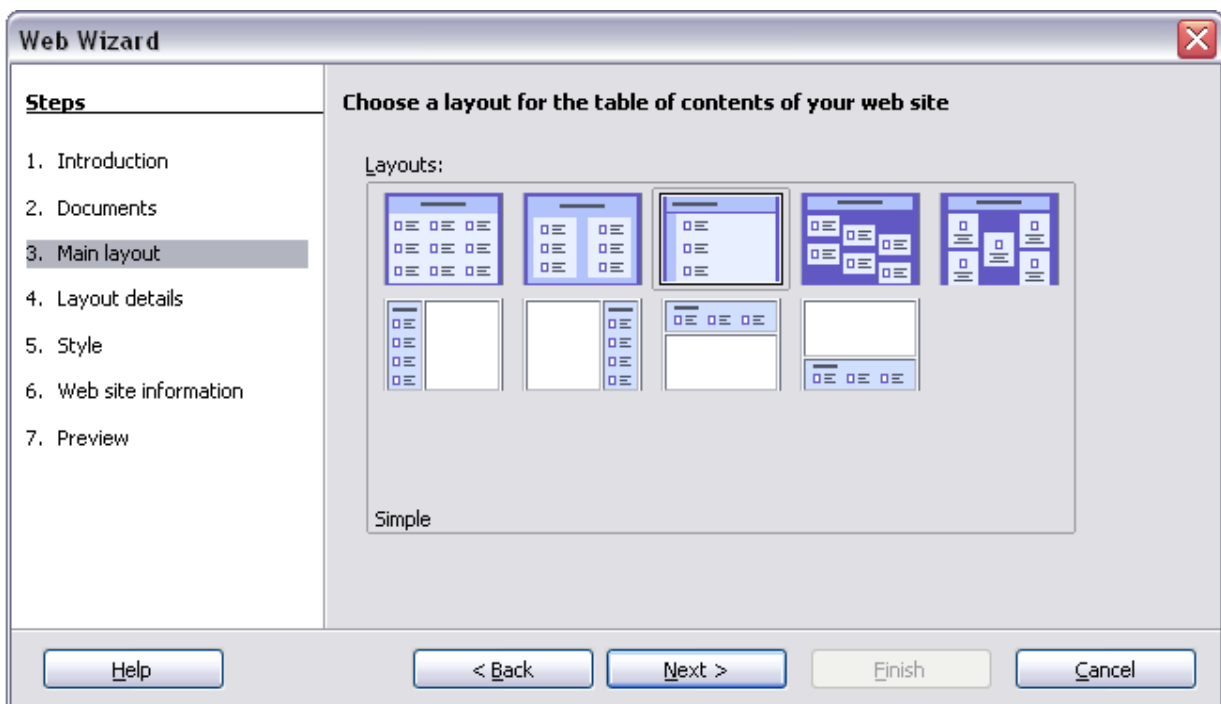 Web Wizard
Steps
1. Introduction
2. Documents
3. Main layout
4. Layout details
5. Style
6. Web site information
7. Preview
Choose a layout for the table of contents of your web site
Layouts:
Simple
Help
< Back
Next >
Finish
Cancel